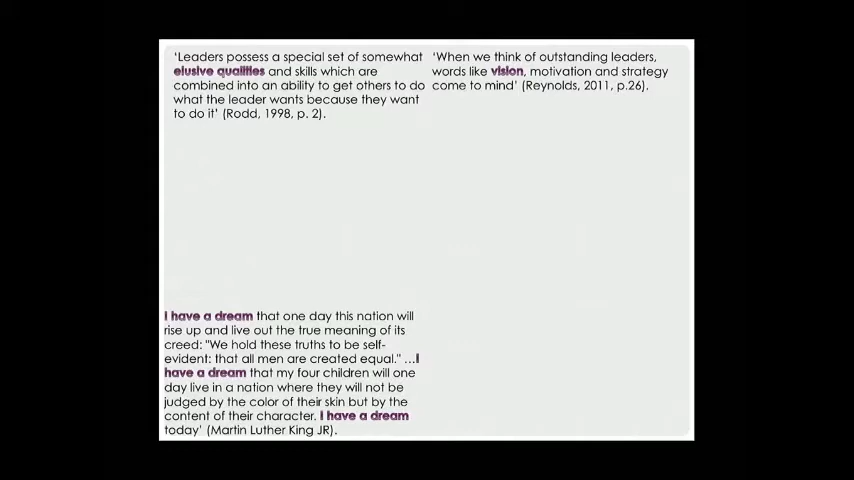 ‘Leaders possess a special set of somewhat
elusive qualities and skills which are
combined into an ability to get others to do
what the leader wants because they want
to do it’ (Rodd, 1998, p. 2).
‘When we think of outstanding leaders,
words like vision, motivation and strategy
come to mind’ (Reynolds, 2011, p.26).
I have a dream that one day this nation will
rise up and live out the true meaning of its
creed: "We hold these truths to be self-
evident: that all men are created equal." …I
have a dream that my four children will one
day live in a nation where they will not be
judged by the color of their skin but by the
content of their character. I have a dream
today’ (Martin Luther King JR).